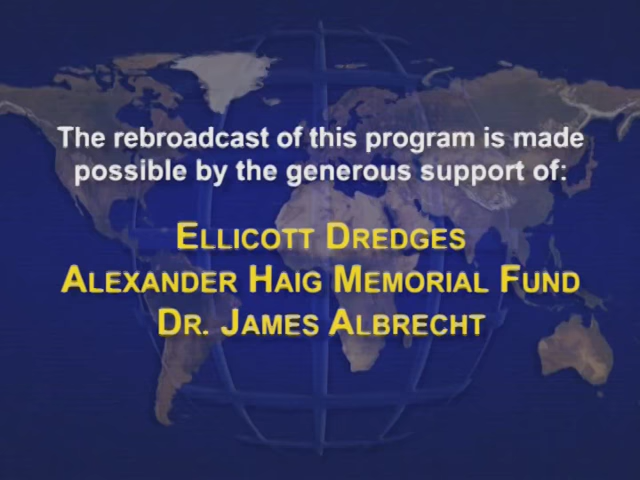 The rebroadcast of this program is made
possible by the generous support of:
ELLICOTT DREDGES
ALEXANDER HAIG MEMORIAL FUND
DR. JAMES ALBRECHT